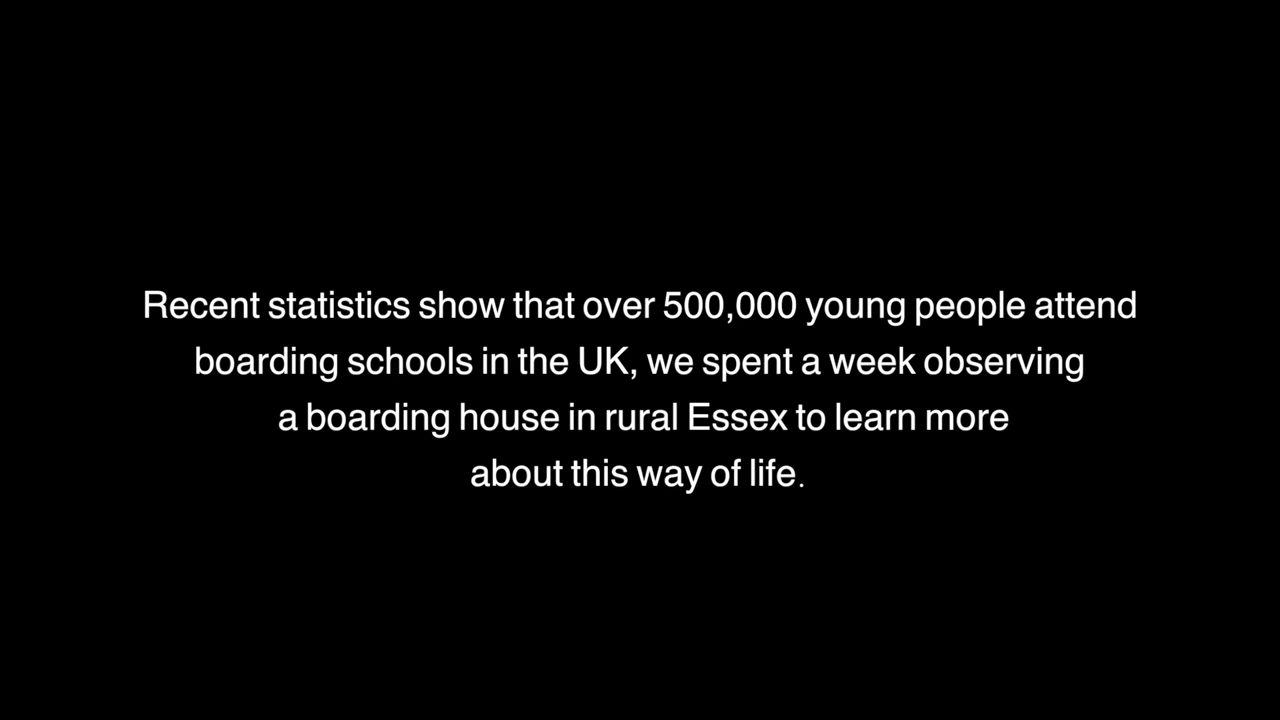 Recent statistics show that over 500,000 young people attend
boarding schools in the UK, we spent a week observing
a boarding house in rural Essex to learn more
about this way of life.